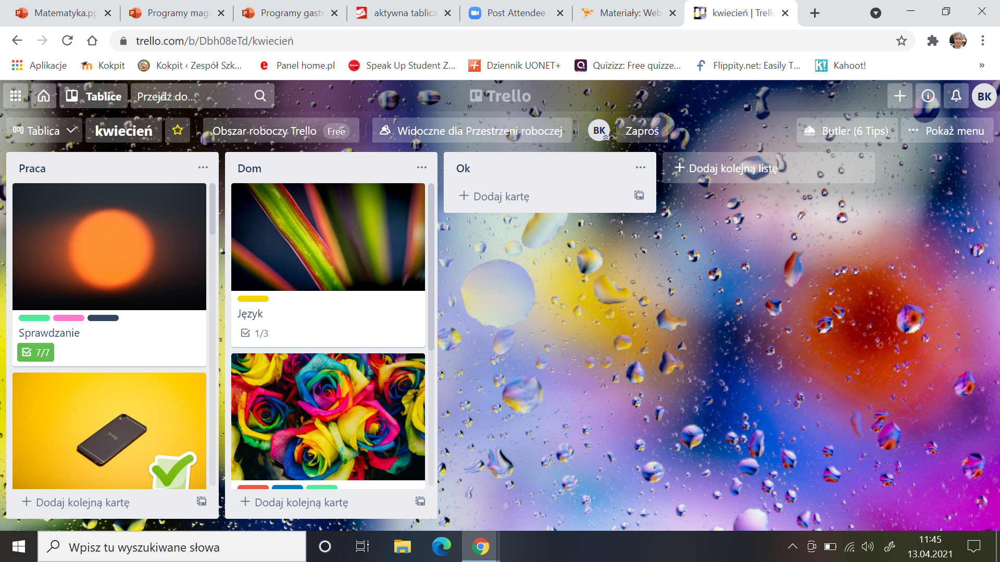 Matematyka.pp
Programy maga
Programy gastr
aktywna tablica
Post Attendee -
Materiały: Web
kwiecień | Trello
trello.com/b/Dbh08eTd/kwiecień
Aplikacje
Kokpit
Kokpit ‹ Zespół Szk...
Panel home.pl
Speak Up Student Z...
Dziennik UONET+
Quizizz: Free quizze...
Flippity.net: Easily T...
Kahoot!
»
Tablice
Przejdź do...
Trello
BK
Tablica
kwiecień
Obszar roboczy Trello
Free
Widoczne dla Przestrzeni roboczej
BK
Zaproś
Butler (6 Tips)
Pokaż menu
Praca
Sprawdzanie
7/7
htc
Dodaj kolejną kartę
Dom
Język
1/3
Dodaj kolejną kartę
Ok
Dodaj kartę
Dodaj kolejną listę
Wpisz tu wyszukiwane słowa
11:45
13.04.2021